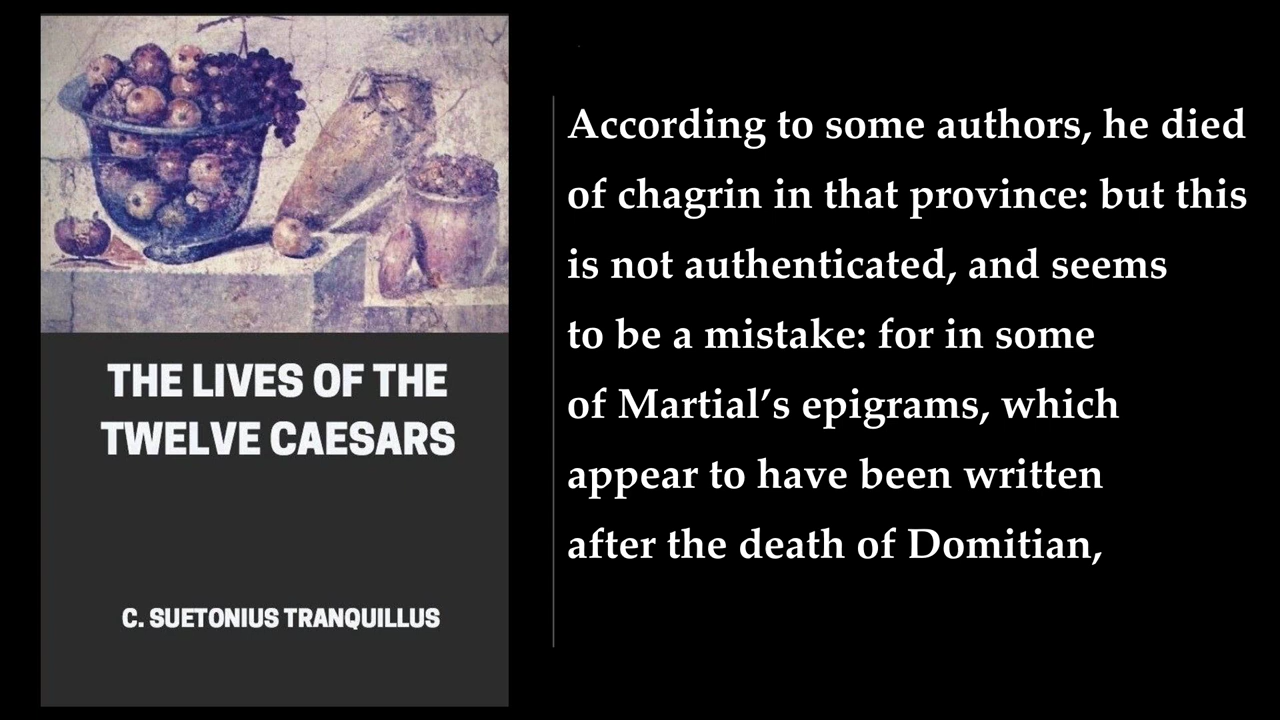 THE LIVES OF THE
TWELVE CAESARS
C. SUETONIUS TRANQUILLUS
According to some authors, he died
of chagrin in that province: but this
is not authenticated, and seems
to be a mistake: for in some
of Martial’s epigrams, which
appear to have been written
after the death of Domitian,